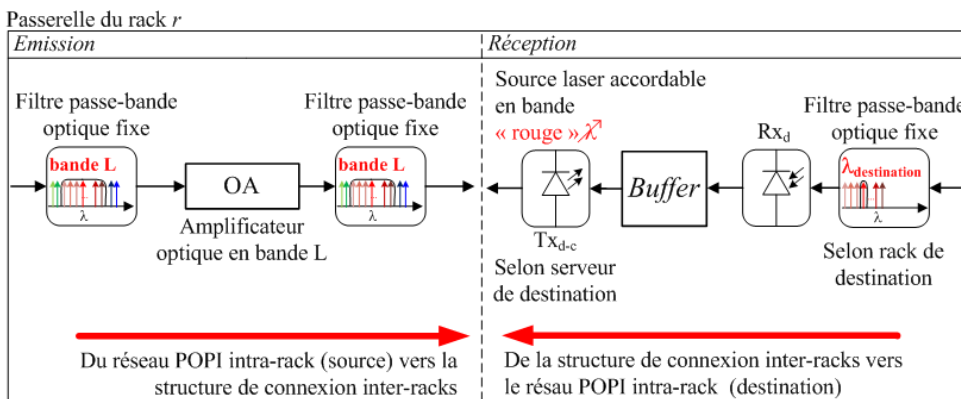 Passerelle du rack r
Emission
Filtre passe-bande
optique fixe
bande L
λ
OA
Amplificateur
optique en bande L
Filtre passe-bande
optique fixe
bande L
λ
Du réseau POPI intra-rack (source) vers la
structure de connexion inter-racks
Réception
Source laser accordable
en bande
« rouge » λ
Tx d-c
Selon serveur
de destination
Buffer
Rx d
Filtre passe-bande
optique fixe
λ destination
λ
Selon rack de
destination
De la structure de connexion inter-racks vers
le résau POPI intra-rack (destination)